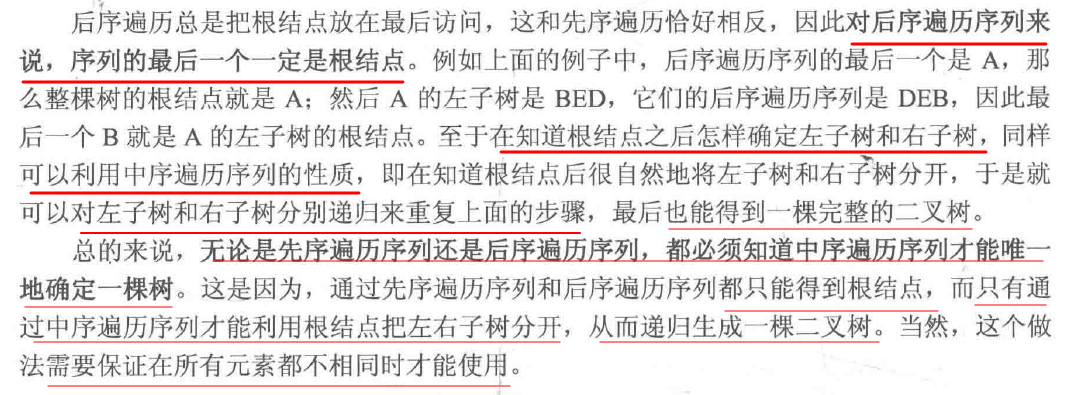 后序遍历总是把根结点放在最后访问，这和先序遍历恰好相反，因此对后序遍历序列来
说，序列的最后一个一定是根结点。例如上面的例子中，后序遍历序列的最后一个是 A，那
么整棵树的根结点就是 A；然后 A 的左子树是 BED，它们的后序遍历序列是 DEB，因此最
后一个 B 就是 A 的左子树的根结点。至于在知道根结点之后怎样确定左子树和右子树，同样
可以利用中序遍历序列的性质，即在知道根结点后很自然地将左子树和右子树分开，于是就
可以对左子树和右子树分别递归来重复上面的步骤，最后也能得到一棵完整的二叉树。
总的来说，无论是先序遍历序列还是后序遍历序列，都必须知道中序遍历序列才能唯一
地确定一棵树。这是因为，通过先序遍历序列和后序遍历序列都只能得到根结点，而只有通
过中序遍历序列才能利用根结点把左右子树分开，从而递归生成一棵二叉树。当然，这个做
法需要保证在所有元素都不相同时才能使用。